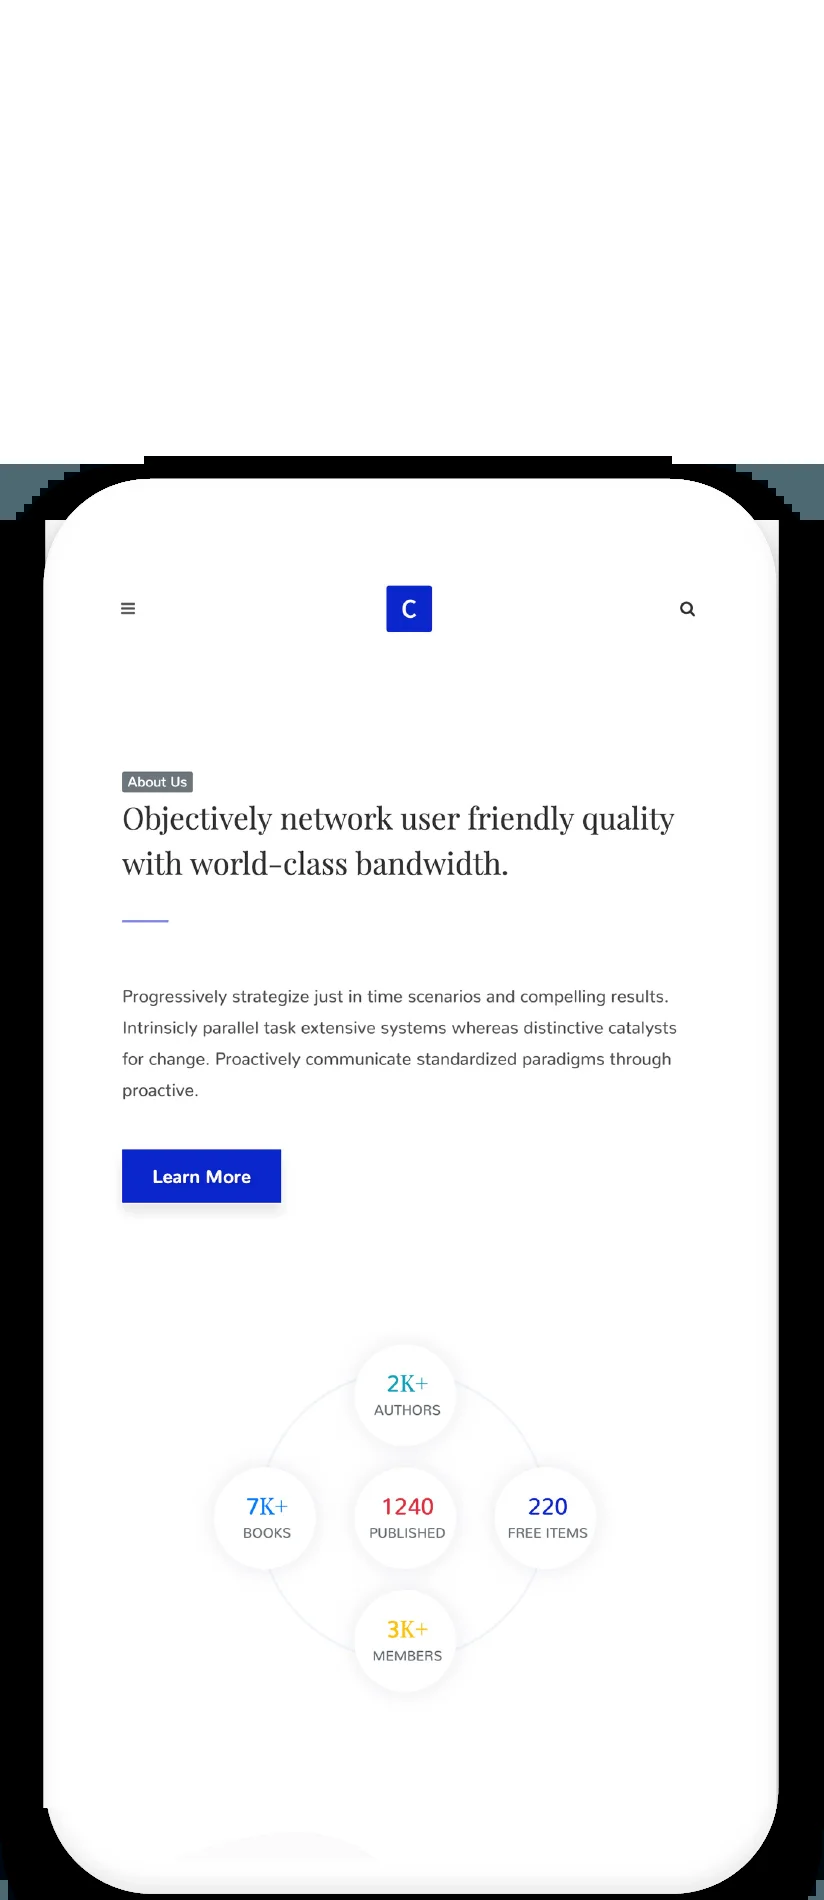 C
About Us
Objectively network user friendly quality
with world-class bandwidth.
Progressively strategize just in time scenarios and compelling results.
Intrinsicly parallel task extensive systems whereas distinctive catalysts
for change. Proactively communicate standardized paradigms through
proactive.
Learn More
2K+
AUTHORS
7K+
BOOKS
1240
PUBLISHED
220
FREE ITEMS
3K+
MEMBERS